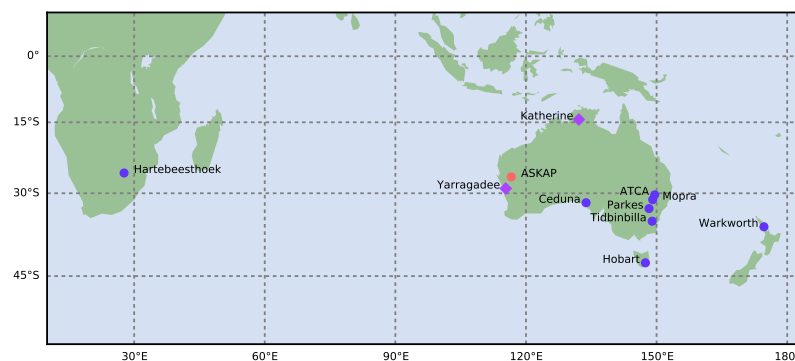 0°
15°S
30°S
45°S
Katherine
Hartebeesthoek
ASKAP
Yarragadee
ATCA
Mopra
Ceduna
Parkes
Tidbinbilla
Warkworth
Hobart
30°E
60°E
90°E
120°E
150°E
180